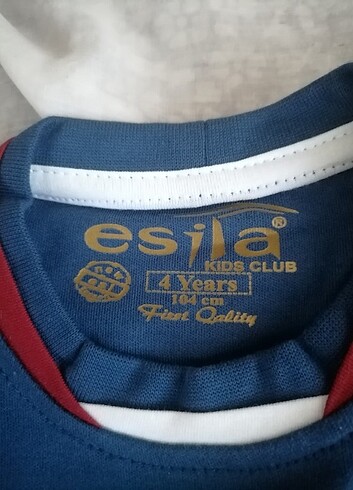 esila®
KIDS CLUB
4 Years
104 cm
First Qality